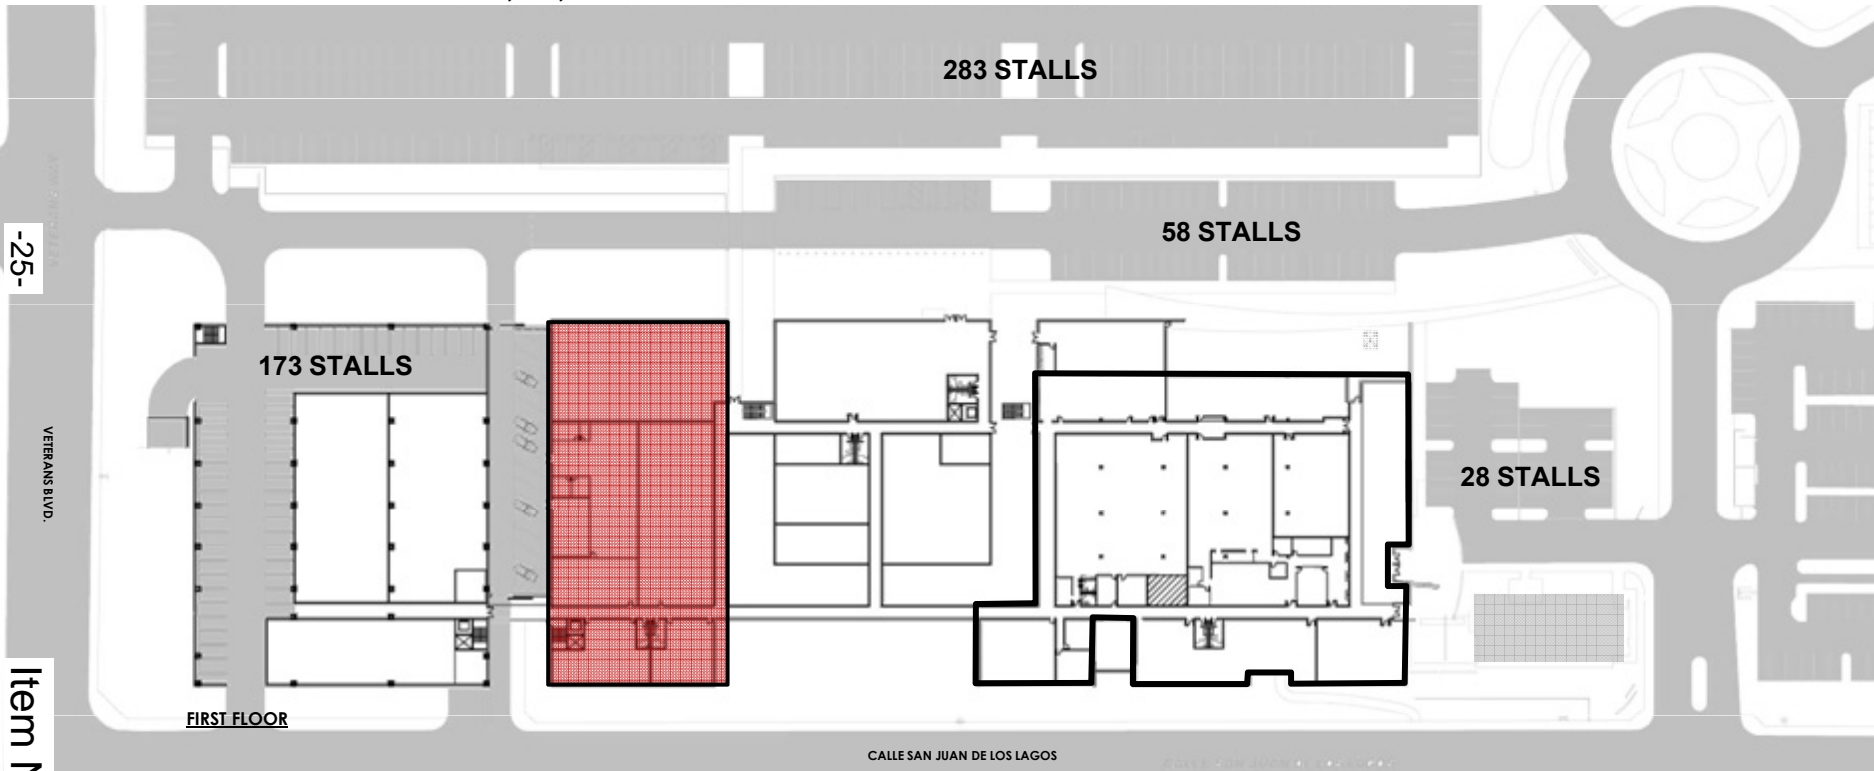 283 STALLS
58 STALLS
-25-
173 STALLS
28 STALLS
VETERANS BLVD.
Item
FIRST FLOOR
CALLE SAN JUAN DE LOS LAGOS